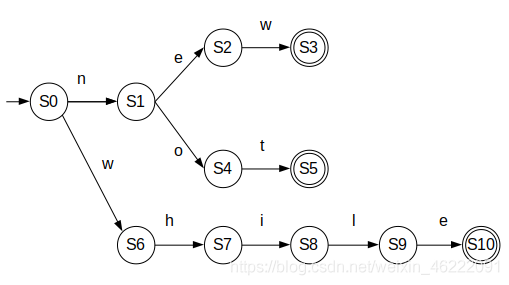 w
S2
S3
e
n
S0
S1
o
t
S4
S5
w
h
i
l
e
S6
S7
S8
S9
S10
https://blog.csdn.net/weixin_46222091